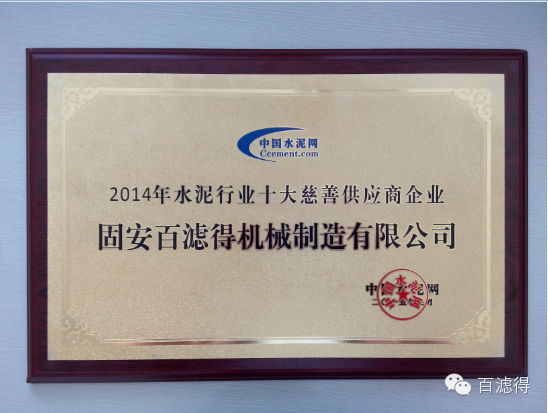 中国水泥网
Ccement.com
2014年水泥行业十大慈善供应商企业
固安百滤得机械制造有限公司
中国水泥网
百滤得